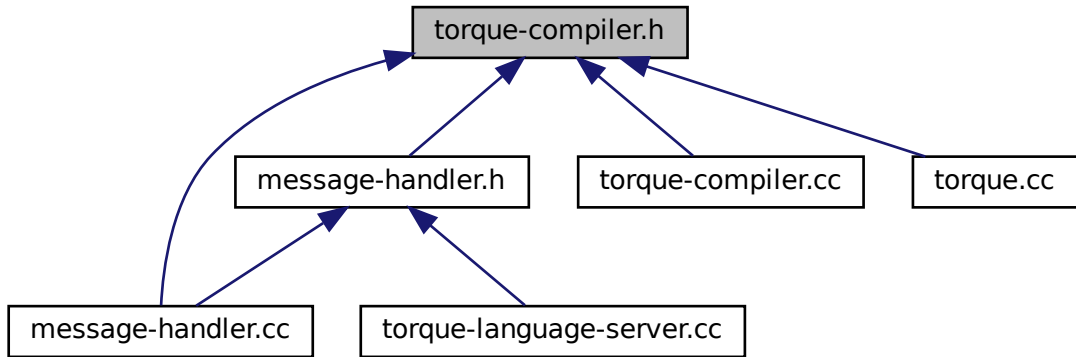 torque-compiler.h
message-handler.h
torque-compiler.cc
torque.cc
message-handler.cc
torque-language-server.cc